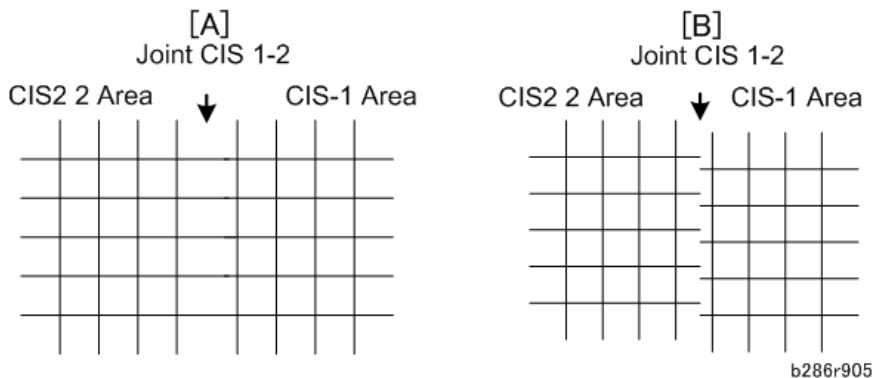 [A]
Joint CIS 1-2
CIS2 2 Area
CIS-1 Area
[B]
Joint CIS 1-2
CIS2 2 Area
CIS-1 Area
b286r905